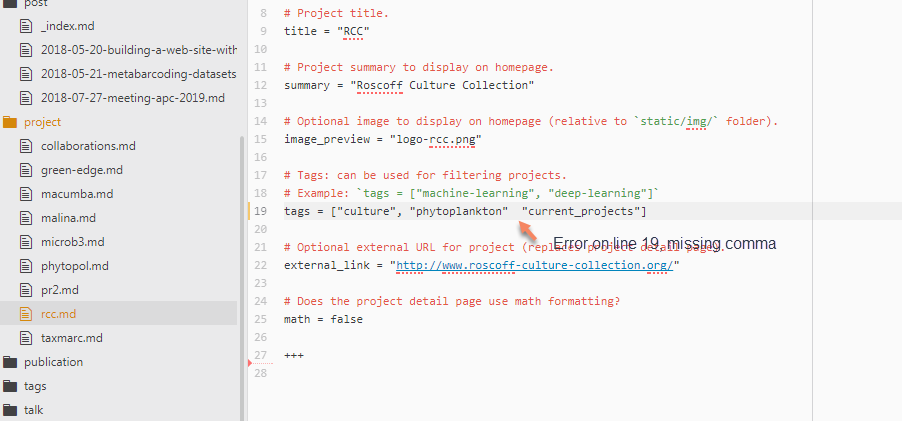 post
_index.md
2018-05-20-building-a-web-site-with
2018-05-21-metabarcoding-datasets
2018-07-27-meeting-apc-2019.md
project
collaborations.md
green-edge.md
macumba.md
malina.md
microb3.md
phytopol.md
pr2.md
rcc.md
taxmarc.md
publication
tags
talk
8 # Project title.
9 title = "RCC"
10
11 # Project summary to display on homepage.
12 summary = "Roscoff Culture Collection"
13
14 # Optional image to display on homepage (relative to `static/img/` folder).
15 image_preview = "logo-rcc.png"
16
17 # Tags: can be used for filtering projects.
18 # Example: `tags = ["machine-learning", "deep-learning"]`
19 tags = ["culture", "phytoplankton"  "current_projects"]
20
Error on line 19, missing comma
21 # Optional external URL for project (replaces project detail page).
22 external_link = "http://www.roscoff-culture-collection.org/"
23
24 # Does the project detail page use math formatting?
25 math = false
26
27 +++
28